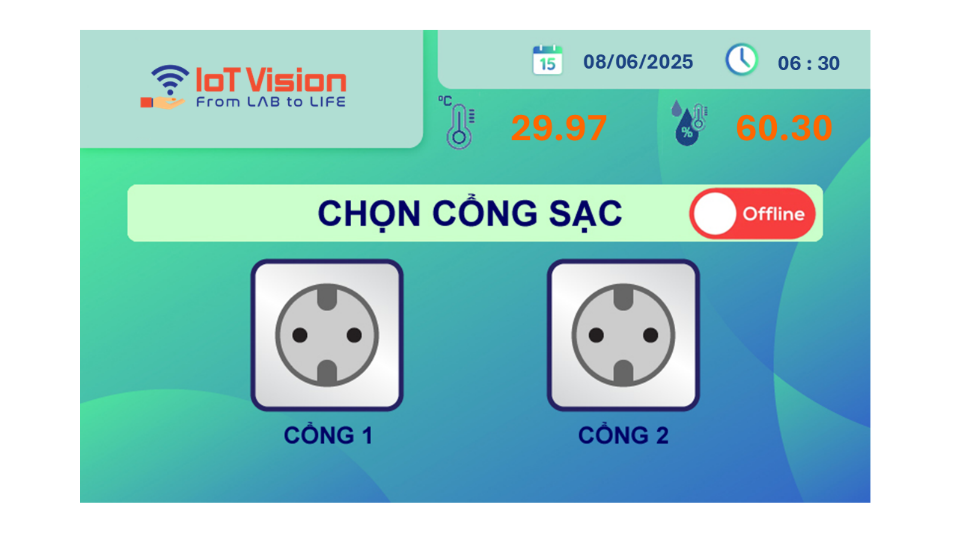 IoT Vision
From LAB to LIFE
15 08/06/2025 06 : 30
°C 29.97 % 60.30
CHỌN CỔNG SẠC Offline
CỔNG 1 CỔNG 2